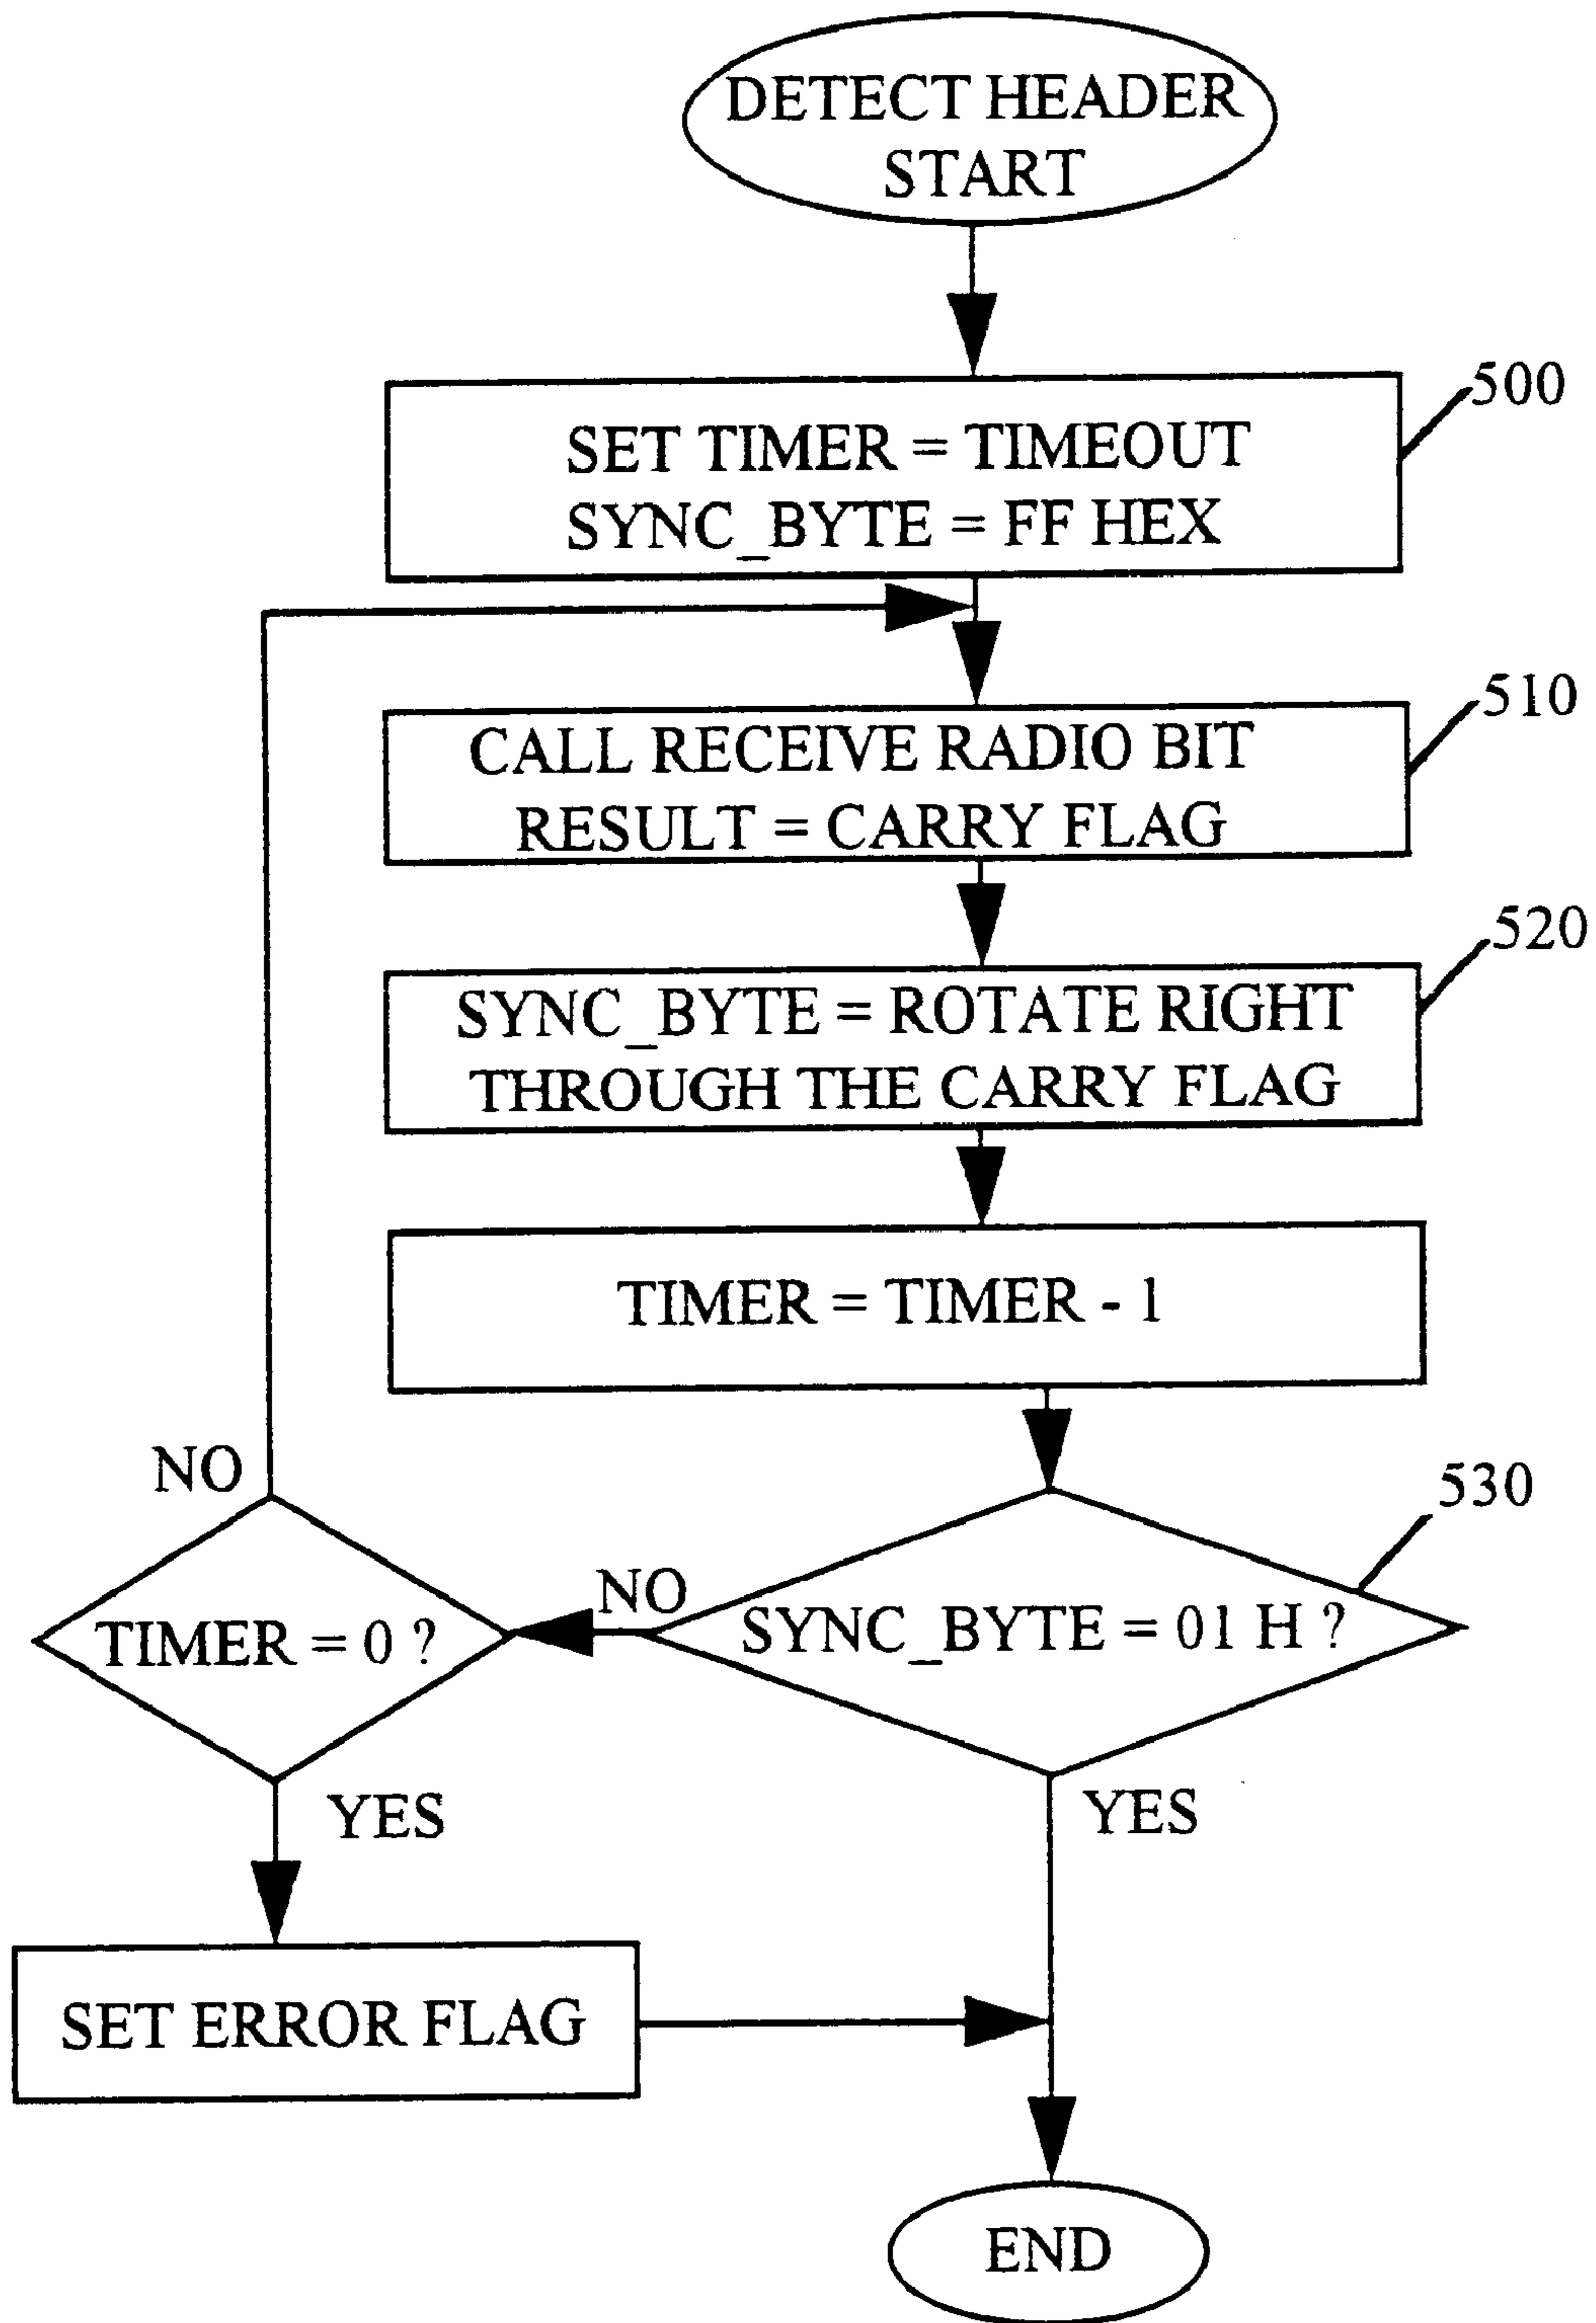 DETECT HEADER
START
500
SET TIMER = TIMEOUT
SYNC_BYTE = FF HEX
510
CALL RECEIVE RADIO BIT
RESULT = CARRY FLAG
520
SYNC_BYTE = ROTATE RIGHT
THROUGH THE CARRY FLAG
TIMER = TIMER - 1
NO
530
NO
TIMER = 0 ?
SYNC_BYTE = 01 H ?
YES
YES
SET ERROR FLAG
END